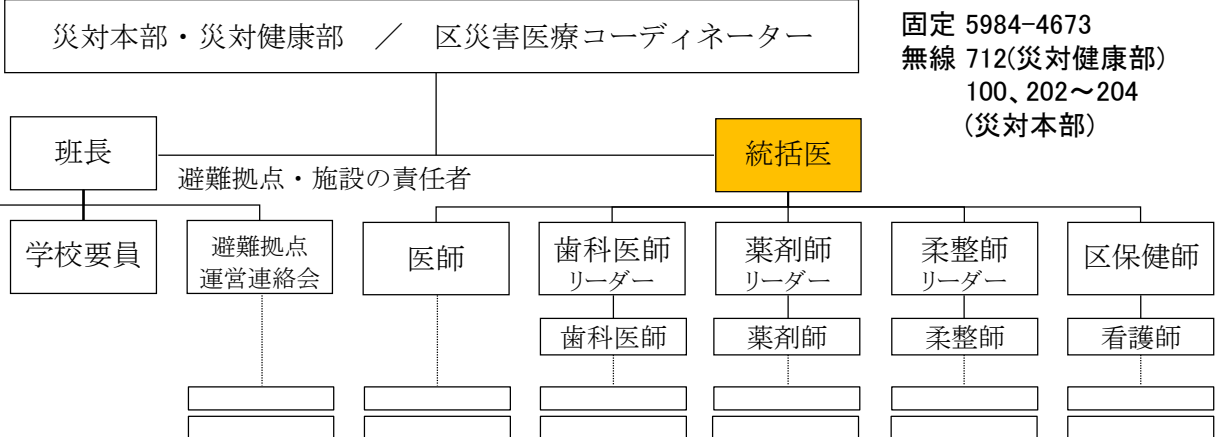 災対本部・災対健康部 ／ 区災害医療コーディネーター
固定 5984-4673
無線 712(災対健康部)
100、202～204
(災対本部)
班長
統括医
避難拠点・施設の責任者
学校要員
避難拠点
運営連絡会
医師
歯科医師
リーダー
薬剤師
リーダー
柔整師
リーダー
区保健師
歯科医師
薬剤師
柔整師
看護師